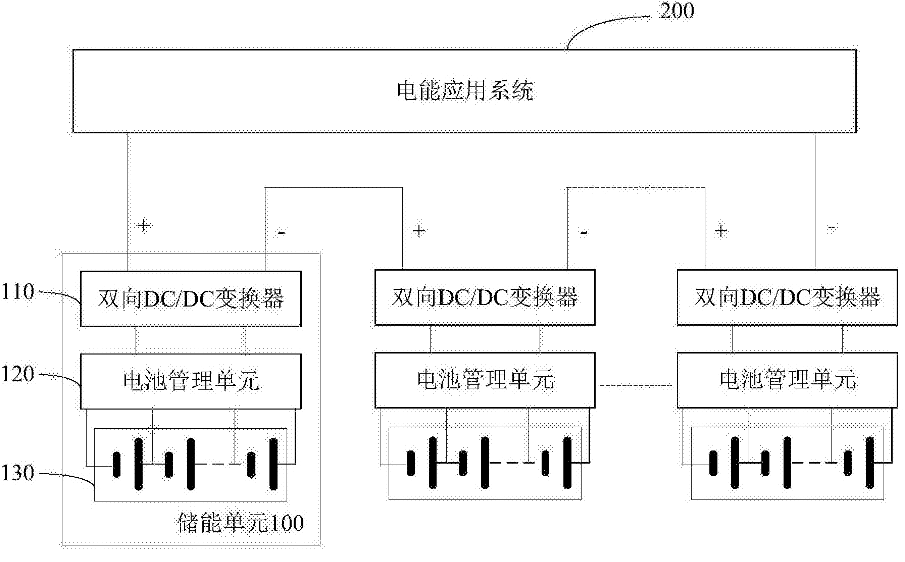 200
电能应用系统
+ - + - + -
110
双向DC/DC变换器
双向DC/DC变换器
双向DC/DC变换器
120
电池管理单元
电池管理单元
电池管理单元
130
储能单元100